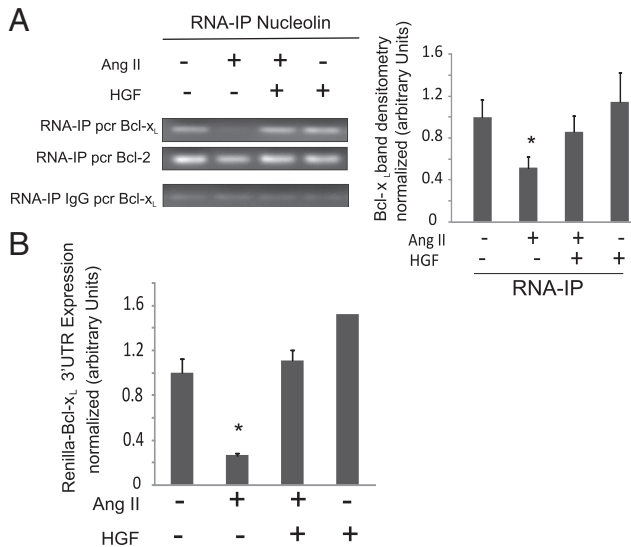 A
RNA-IP Nucleolin
Ang II - + + -
HGF - - + +
RNA-IP pcr Bcl-xL
RNA-IP pcr Bcl-2
RNA-IP IgG pcr Bcl-xL
Bcl-x L band densitometry
normalized (arbitrary Units)
1.6
1.2
0.8
0.4
0
*
Ang II - + + -
HGF - - + +
RNA-IP
B
Renilla-Bcl-xL 3'UTR Expression
normalized (arbitrary Units)
1.6
1.2
0.8
0.4
0
*
Ang II - + + -
HGF - - + +